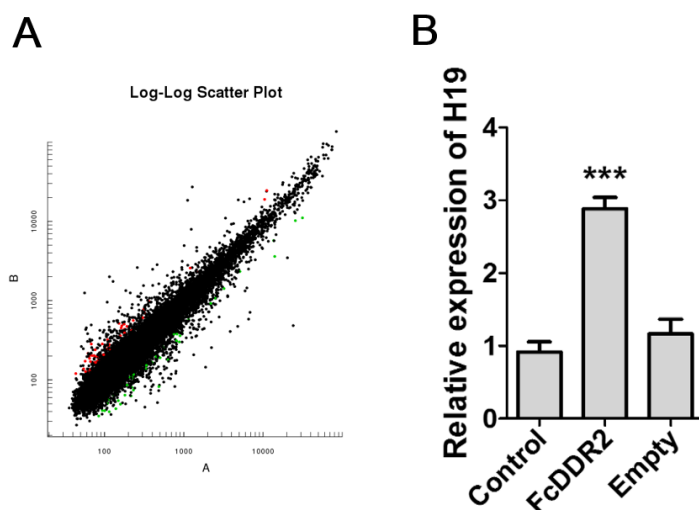 A
B
Log-Log Scatter Plot
B
10000
1000
100
100
1000
10000
A
Relative expression of H19
4
3
2
1
0
***
Control
FcDDR2
Empty